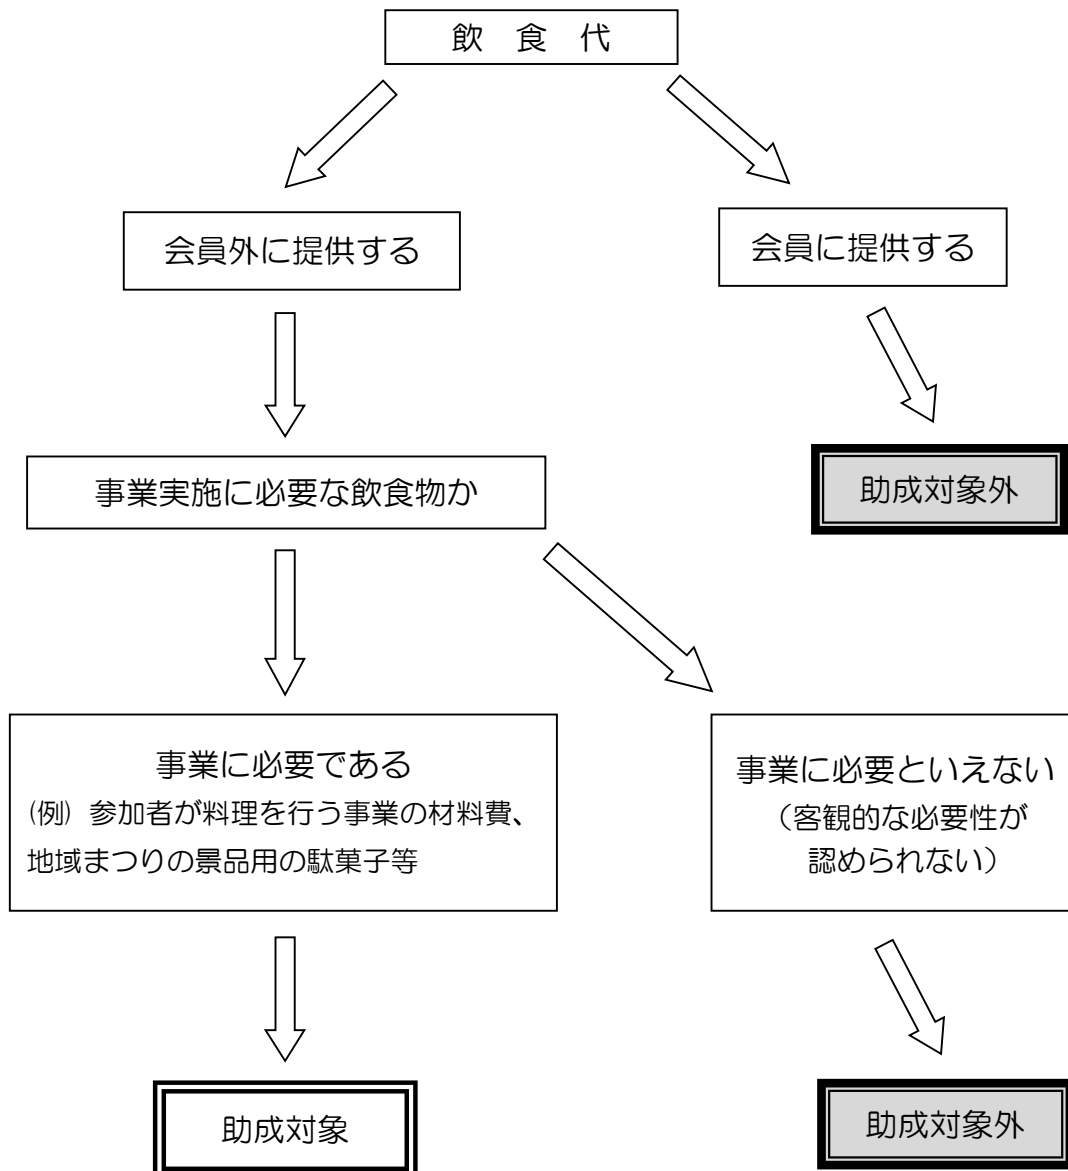 飲　食　代
会員外に提供する
会員に提供する
事業実施に必要な飲食物か
助成対象外
事業に必要である
(例) 参加者が料理を行う事業の材料費、
地域まつりの景品用の駄菓子等
事業に必要といえない
（客観的な必要性が
認められない）
助成対象
助成対象外